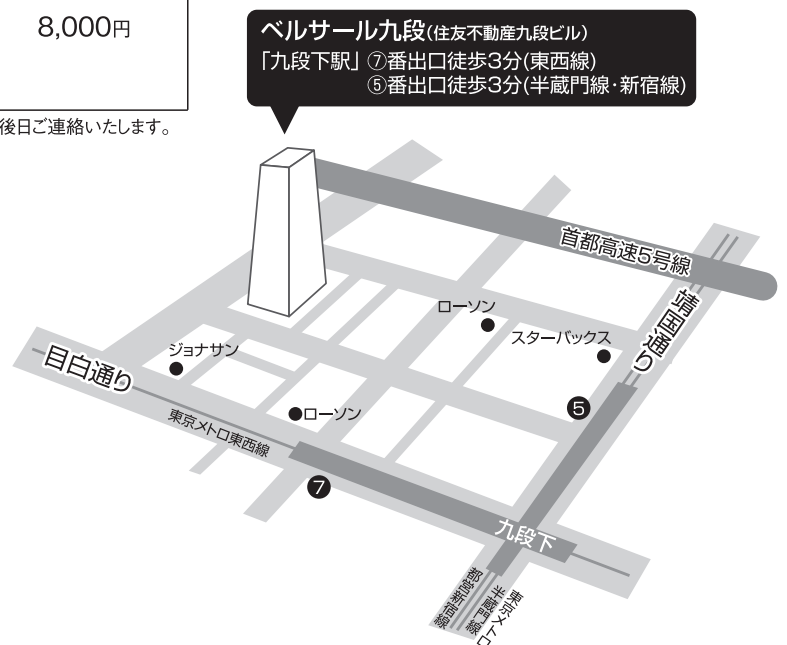 8,000円
後日ご連絡いたします。
ベルサール九段(住友不動産九段ビル)
「九段下駅」⑦番出口徒歩3分(東西線)
⑤番出口徒歩3分(半蔵門線・新宿線)
首都高速5号線
靖国通り
ローソン
スターバックス
ジョナサン
目白通り
⑤
ローソン
東京メトロ東西線
⑦
九段下
都営新宿線
東京メトロ
半蔵門線